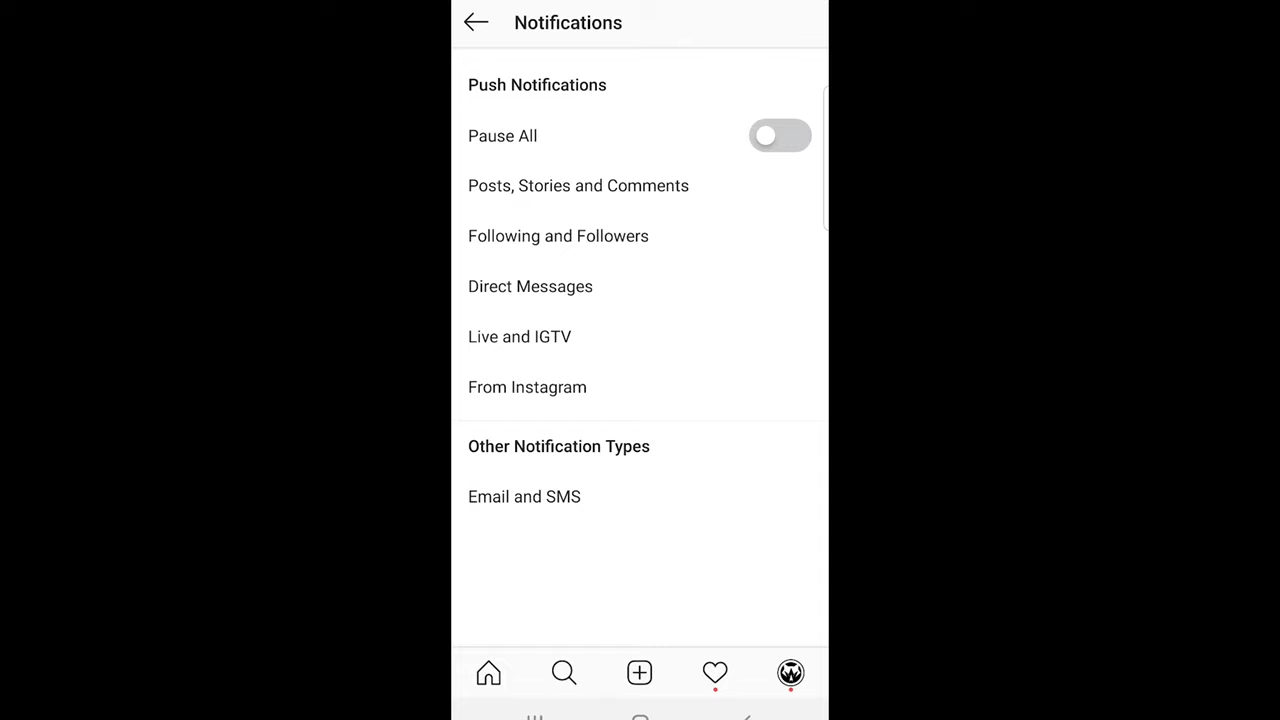 Notifications
Push Notifications
Pause All
Posts, Stories and Comments
Following and Followers
Direct Messages
Live and IGTV
From Instagram
Other Notification Types
Email and SMS